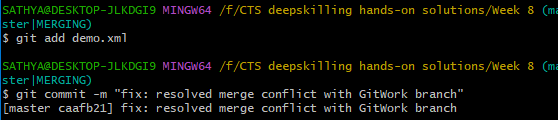 SATHYA@DESKTOP-JLKDGI9 MINGW64 /f/CTS deepskilling hands-on solutions/Week 8 (ma
ster|MERGING)
$ git add demo.xml
SATHYA@DESKTOP-JLKDGI9 MINGW64 /f/CTS deepskilling hands-on solutions/Week 8 (ma
ster|MERGING)
$ git commit -m "fix: resolved merge conflict with GitWork branch"
[master caafb21] fix: resolved merge conflict with GitWork branch